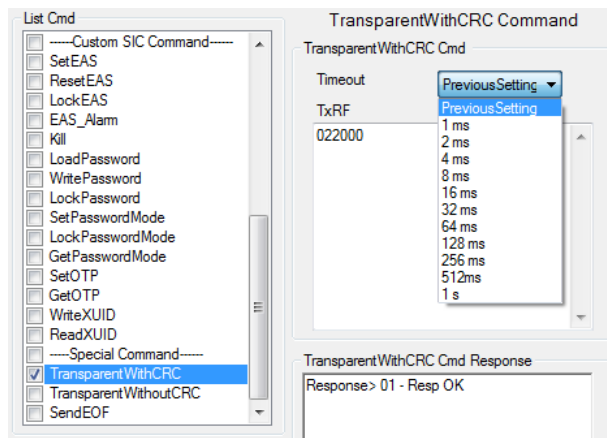 List Cmd
------Custom SIC Command------
SetEAS
ResetEAS
LockEAS
EAS_Alarm
Kill
LoadPassword
WritePassword
LockPassword
SetPasswordMode
LockPasswordMode
GetPasswordMode
SetOTP
GetOTP
WriteXUID
ReadXUID
-----Special Command------
TransparentWithCRC
TransparentWithoutCRC
SendEOF
TransparentWithCRC Command
TransparentWithCRC Cmd
Timeout
PreviousSetting
TxRF
022000
PreviousSetting
1 ms
2 ms
4 ms
8 ms
16 ms
32 ms
64 ms
128 ms
256 ms
512ms
1 s
TransparentWithCRC Cmd Response
Response> 01 - Resp OK